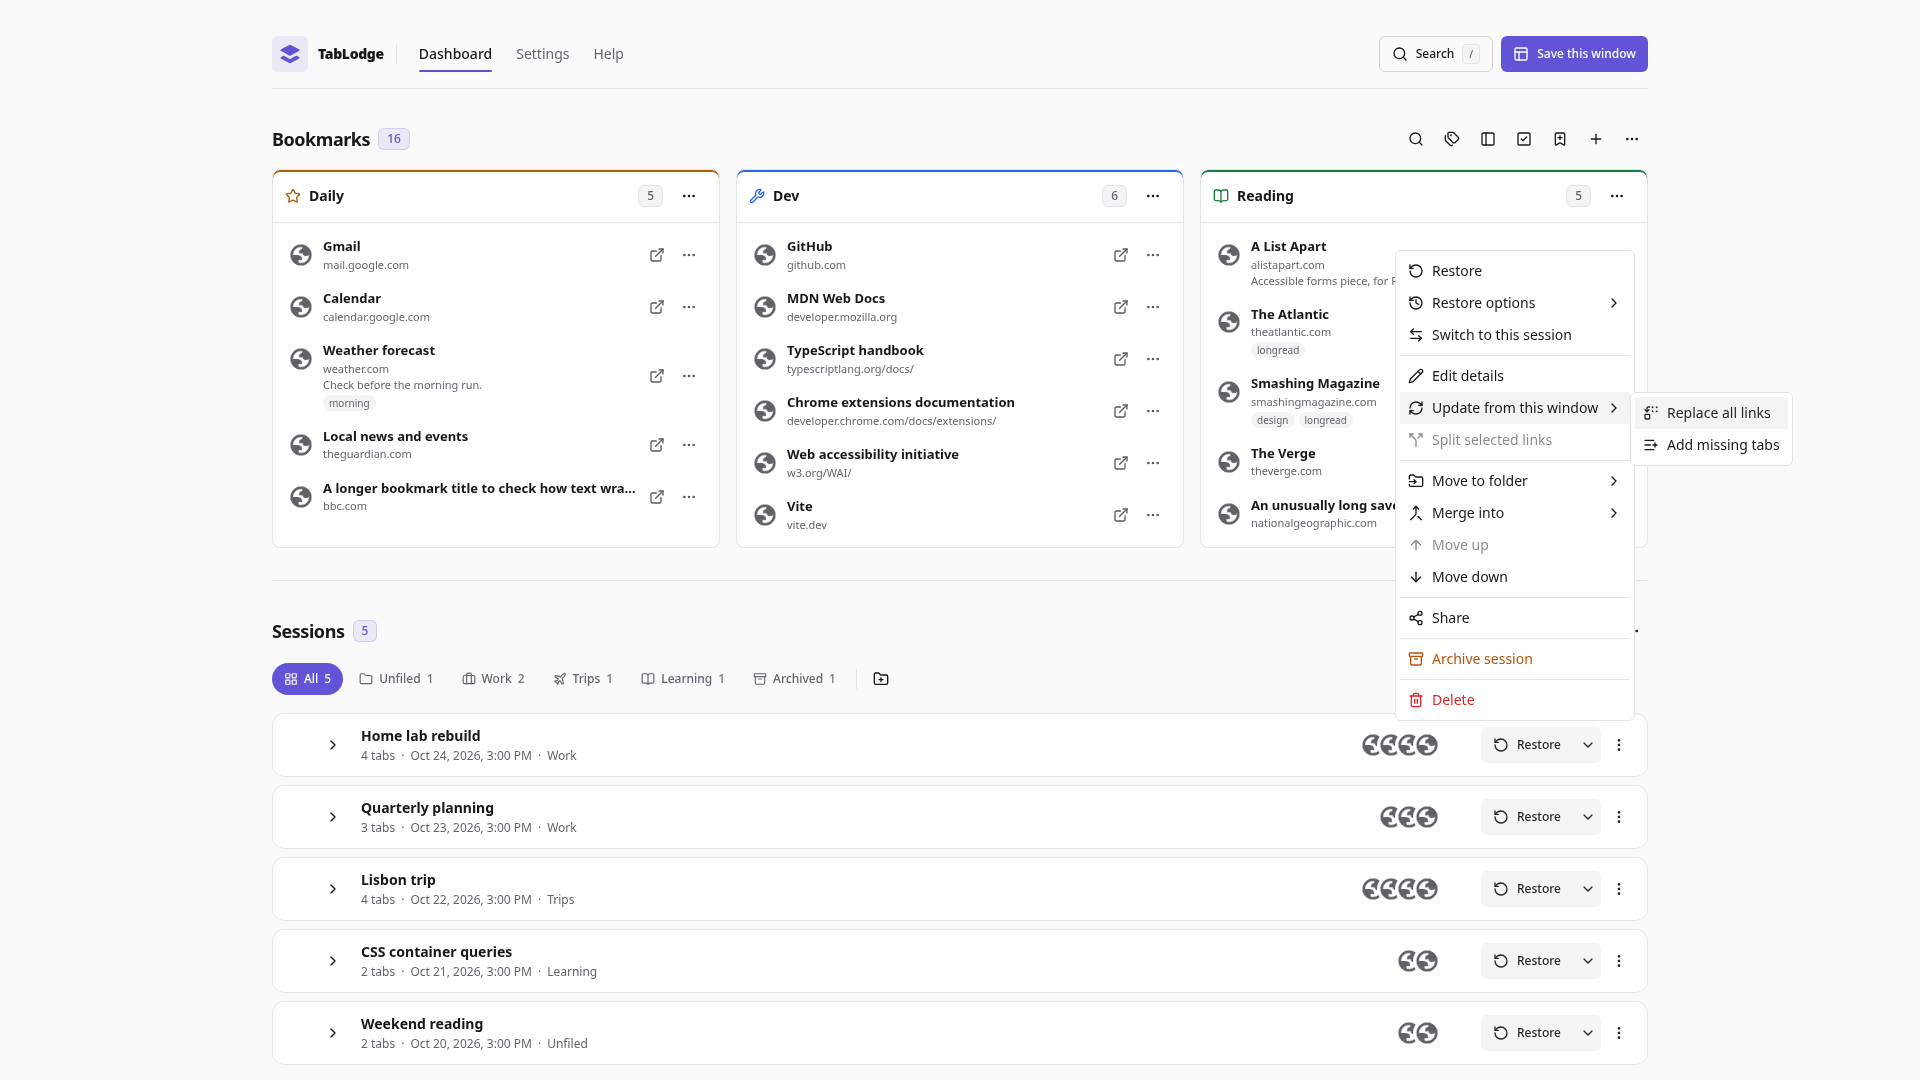 TabLodge
Dashboard
Settings
Help
Search /
Save this window
Bookmarks 16
Daily 5
Gmail
mail.google.com
Calendar
calendar.google.com
Weather forecast
weather.com
Check before the morning run.
morning
Local news and events
theguardian.com
A longer bookmark title to check how text wra...
bbc.com
Dev 6
GitHub
github.com
MDN Web Docs
developer.mozilla.org
TypeScript handbook
typescriptlang.org/docs/
Chrome extensions documentation
developer.chrome.com/docs/extensions/
Web accessibility initiative
w3.org/WAI/
Vite
vite.dev
Reading 5
A List Apart
alistapart.com
Accessible forms piece, for
The Atlantic
theatlantic.com
longread
Smashing Magazine
smashingmagazine.com
design longread
The Verge
theverge.com
An unusually long
nationalgeographic.com
Restore
Restore options
Switch to this session
Edit details
Update from this window
Split selected links
Move to folder
Merge into
Move up
Move down
Share
Archive session
Delete
Replace all links
Add missing tabs
Sessions 5
All 5
Unfiled 1
Work 2
Trips 1
Learning 1
Archived 1
Home lab rebuild
4 tabs · Oct 24, 2026, 3:00 PM · Work
Restore
Quarterly planning
3 tabs · Oct 23, 2026, 3:00 PM · Work
Restore
Lisbon trip
4 tabs · Oct 22, 2026, 3:00 PM · Trips
Restore
CSS container queries
2 tabs · Oct 21, 2026, 3:00 PM · Learning
Restore
Weekend reading
2 tabs · Oct 20, 2026, 3:00 PM · Unfiled
Restore